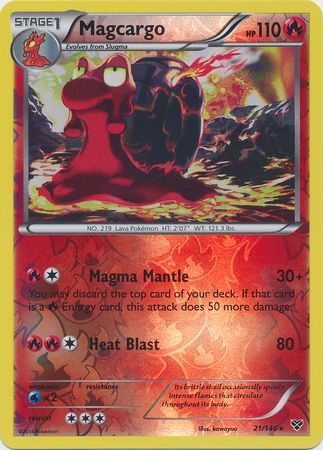 STAGE1
Magcargo
HP110
Evolves from Slugma
NO. 219 Lava Pokémon HT: 2'07" WT: 121.3 lbs.
Magma Mantle 30+
You may discard the top card of your deck. If that card
is a Energy card, this attack does 50 more damage.
Heat Blast 80
weakness resistance
×2
retreat
Its brittle shell occasionally spouts
intense flames that circulate
throughout its body.
illus. kawayoo
21/146★
©2014 Pokémon
XY